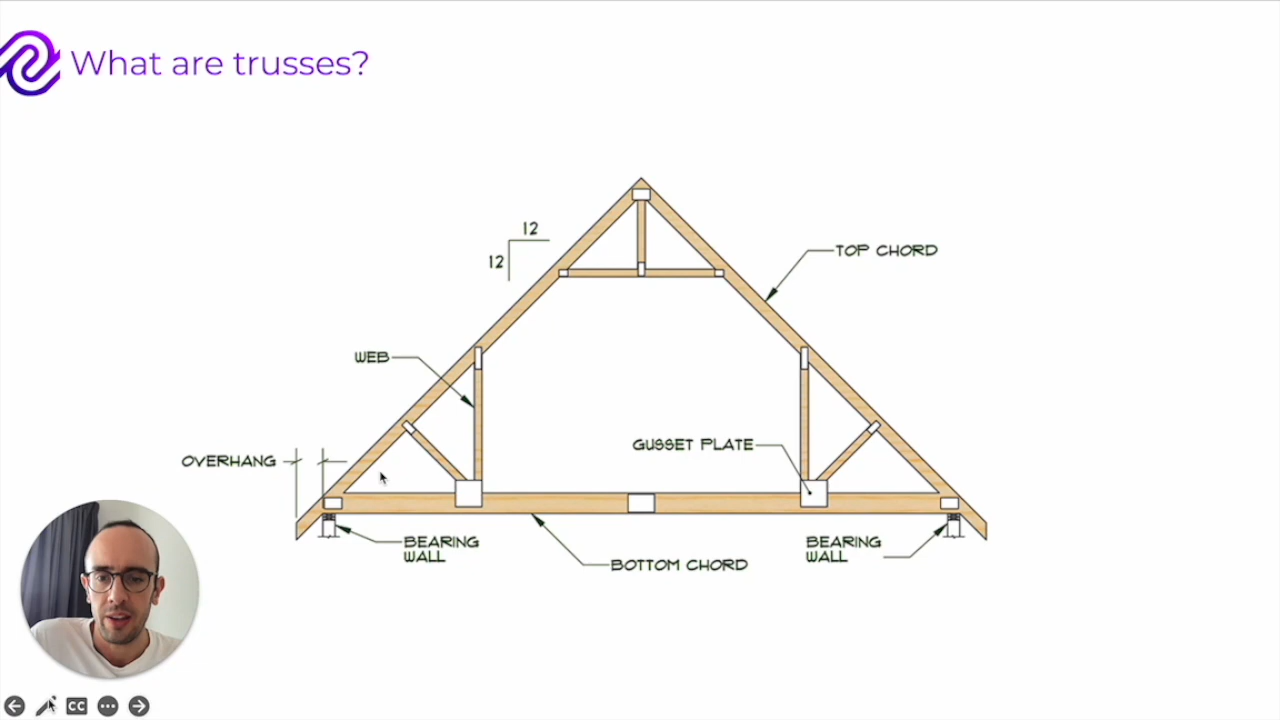 What are trusses?
12
12
TOP CHORD
WEB
GUSSET PLATE
OVERHANG
BEARING
WALL
BEARING
WALL
BOTTOM CHORD
CC